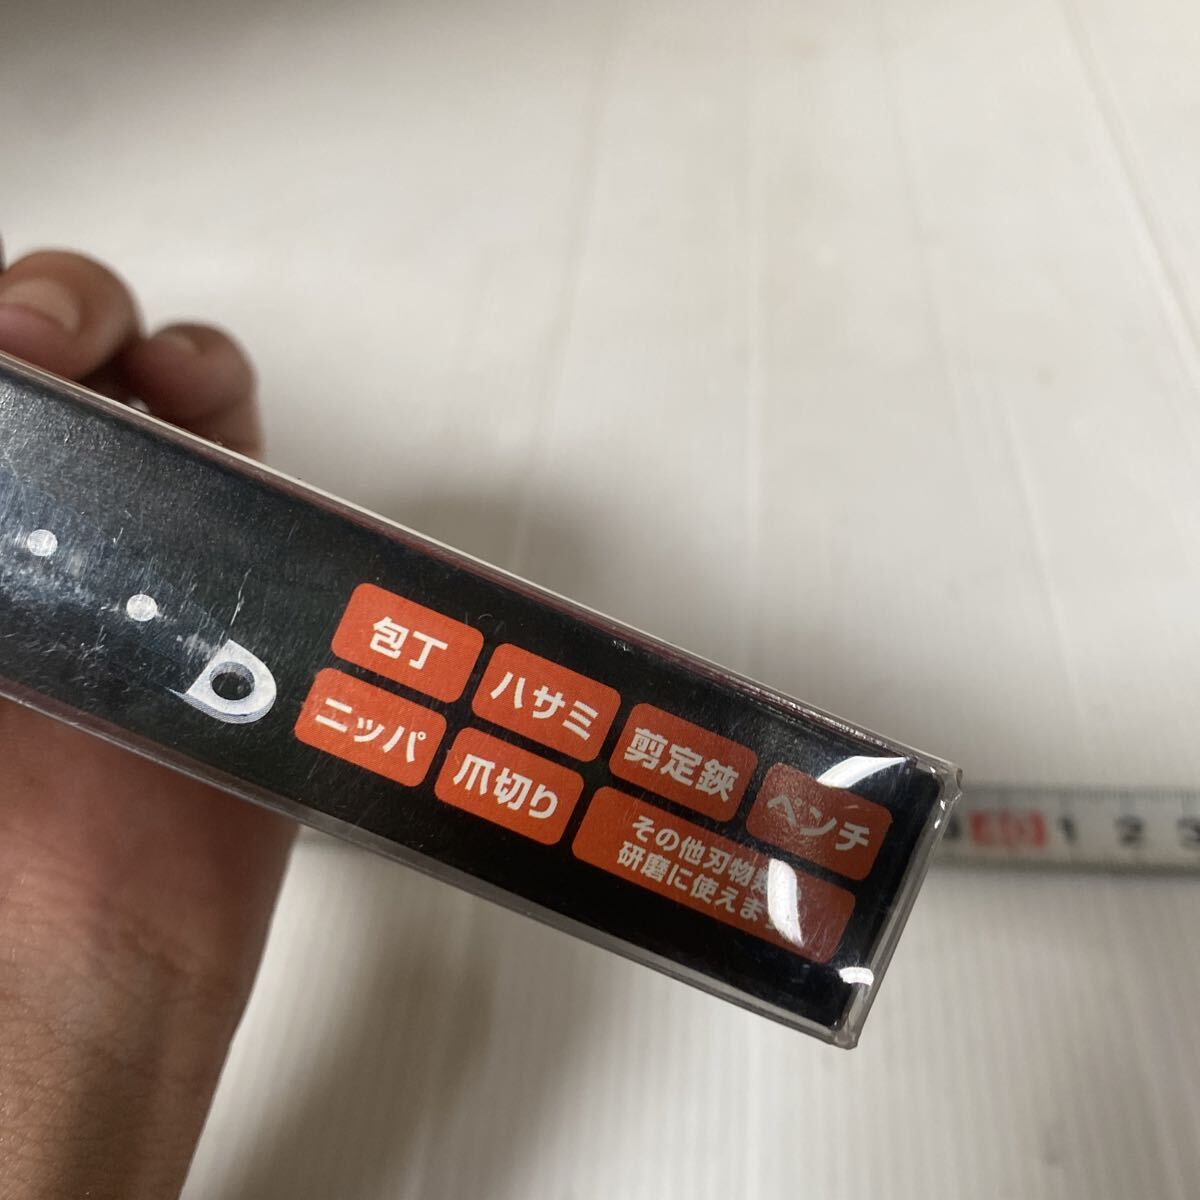 包丁
ハサミ
剪定鋏
ペンチ
ニッパ
爪切り
その他刃物
研磨に使えます
1 2 3